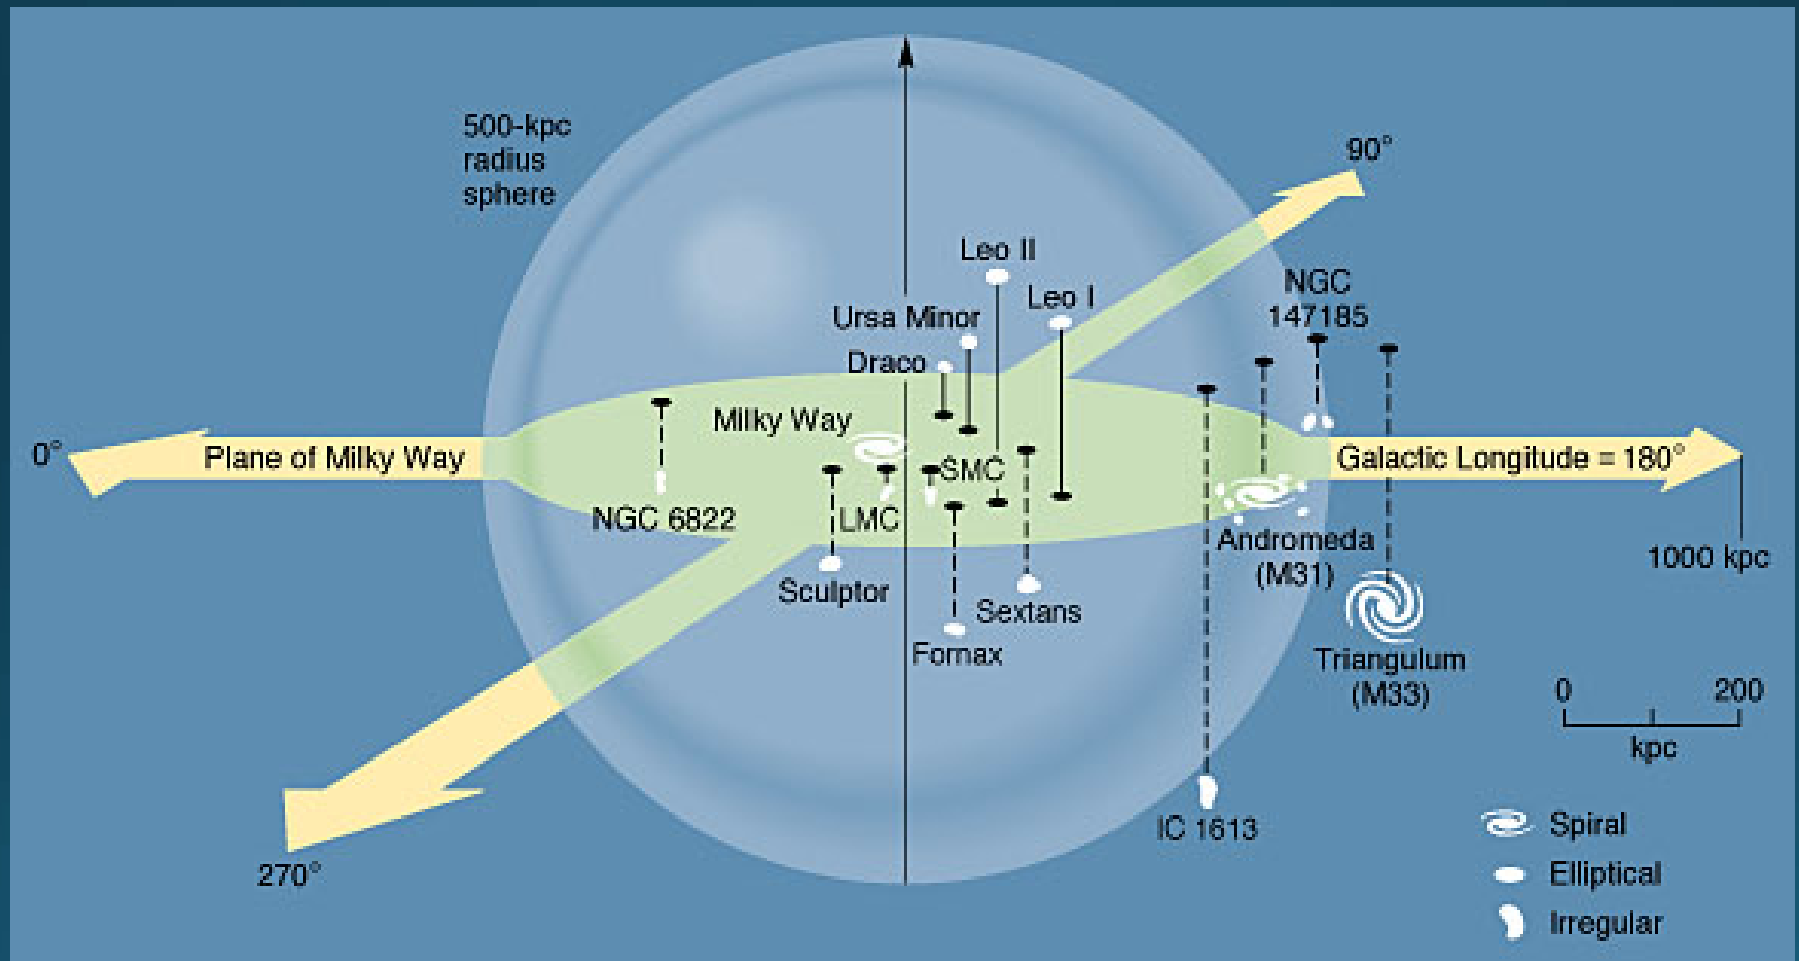 500-kpc
radius
sphere
90°
Leo II
NGC
147185
Leo I
Ursa Minor
Draco
Milky Way
0°
Plane of Milky Way
SMC
Galactic Longitude = 180°
NGC 6822
LMC
Andromeda
(M31)
1000 kpc
Sculptor
Sextans
Fornax
Triangulum
(M33)
0 200
kpc
IC 1613
270°
Spiral
Elliptical
Irregular